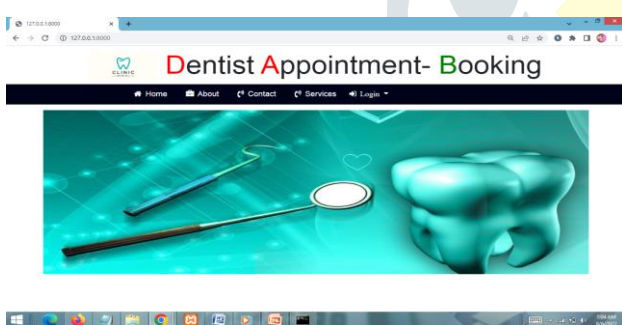 127.0.0.1:8000
127.0.0.1:8000
CLINIC
Dentist Appointment- Booking
Home About Contact Services Login